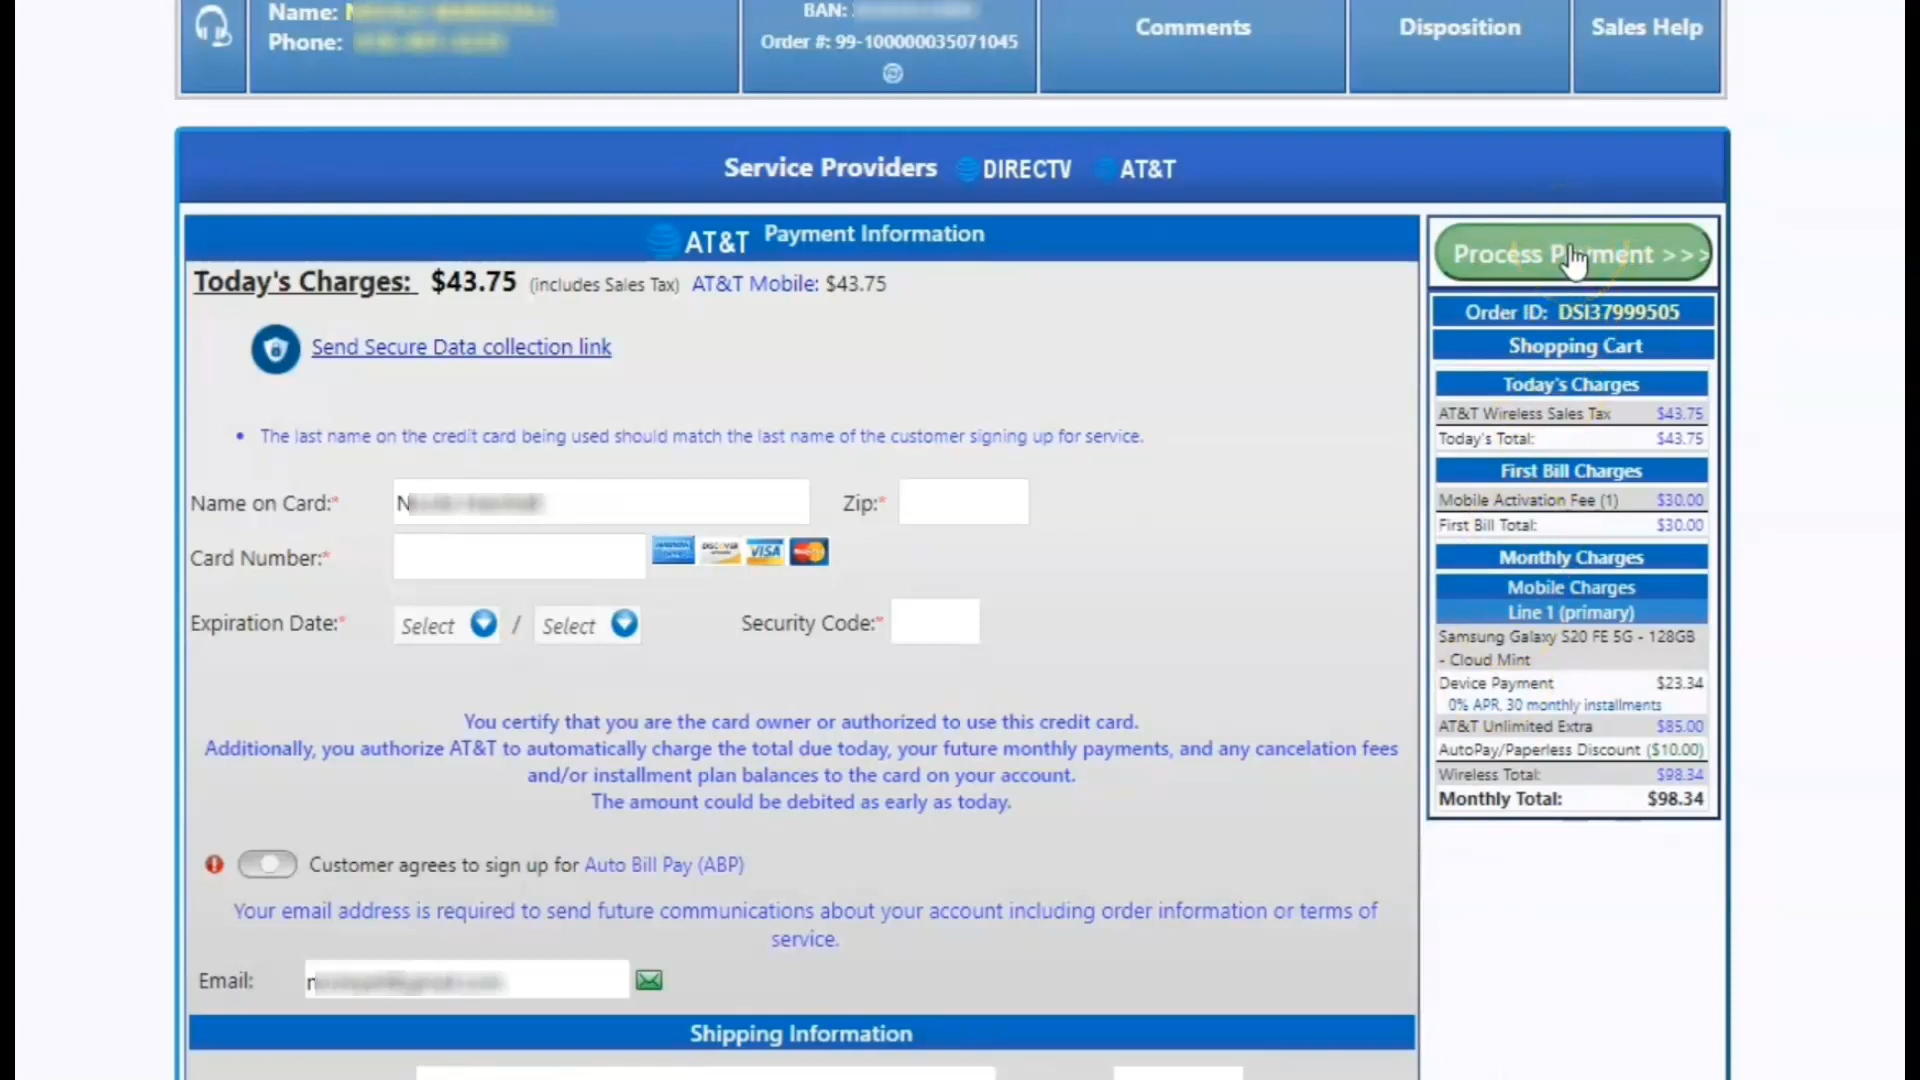 Name:
Phone:
BAN:
Order #: 99-100000035071045
Comments
Disposition
Sales Help
Service Providers DIRECTV AT&T
AT&T Payment Information
Today's Charges: $43.75 (includes Sales Tax) AT&T Mobile: $43.75
Send Secure Data collection link
• The last name on the credit card being used should match the last name of the customer signing up for service.
Name on Card:* N
Zip:*
Card Number:*
DISCOVER VISA
Expiration Date:* Select / Select Security Code:*
You certify that you are the card owner or authorized to use this credit card.
Additionally, you authorize AT&T to automatically charge the total due today, your future monthly payments, and any cancelation fees
and/or installment plan balances to the card on your account.
The amount could be debited as early as today.
Customer agrees to sign up for Auto Bill Pay (ABP)
Your email address is required to send future communications about your account including order information or terms of
service.
Email:
Shipping Information
Process Payment >>>
Order ID: DSI37999505
Shopping Cart
Today's Charges
AT&T Wireless Sales Tax $43.75
Today's Total: $43.75
First Bill Charges
Mobile Activation Fee (1) $30.00
First Bill Total: $30.00
Monthly Charges
Mobile Charges
Line 1 (primary)
Samsung Galaxy S20 FE 5G - 128GB
- Cloud Mint
Device Payment $23.34
0% APR, 30 monthly installments
AT&T Unlimited Extra $85.00
AutoPay/Paperless Discount ($10.00)
Wireless Total: $98.34
Monthly Total: $98.34